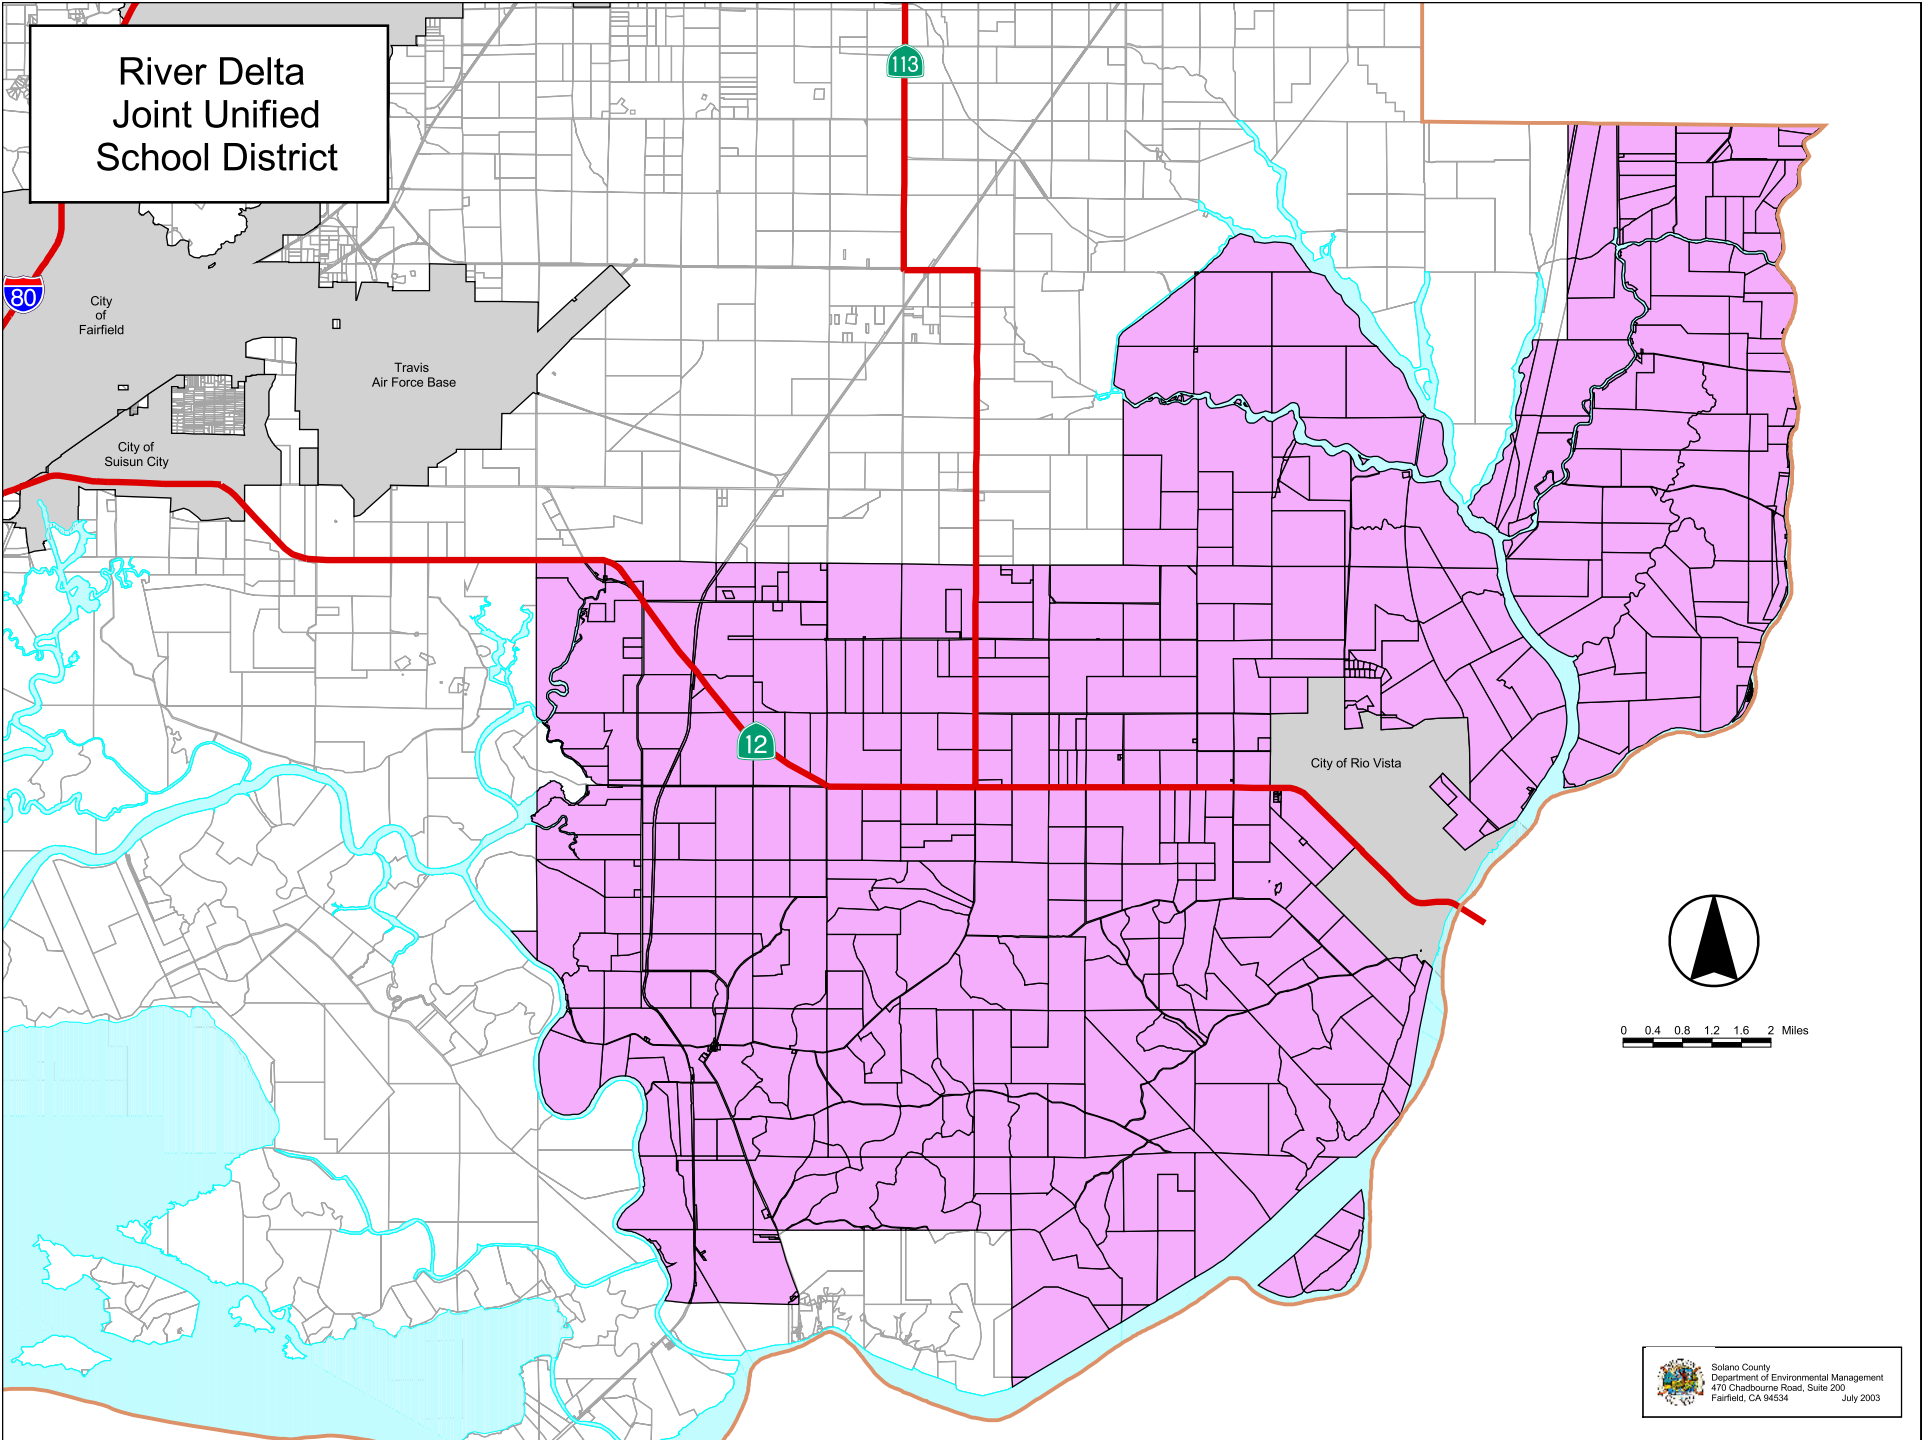 River Delta
Joint Unified
School District
113
80
City
of
Fairfield
Travis
Air Force Base
City of
Suisun City
12
City of Rio Vista
0 0.4 0.8 1.2 1.6 2 Miles
Solano County
Department of Environmental Management
470 Chadbourne Road, Suite 200
Fairfield, CA 94534 July 2003